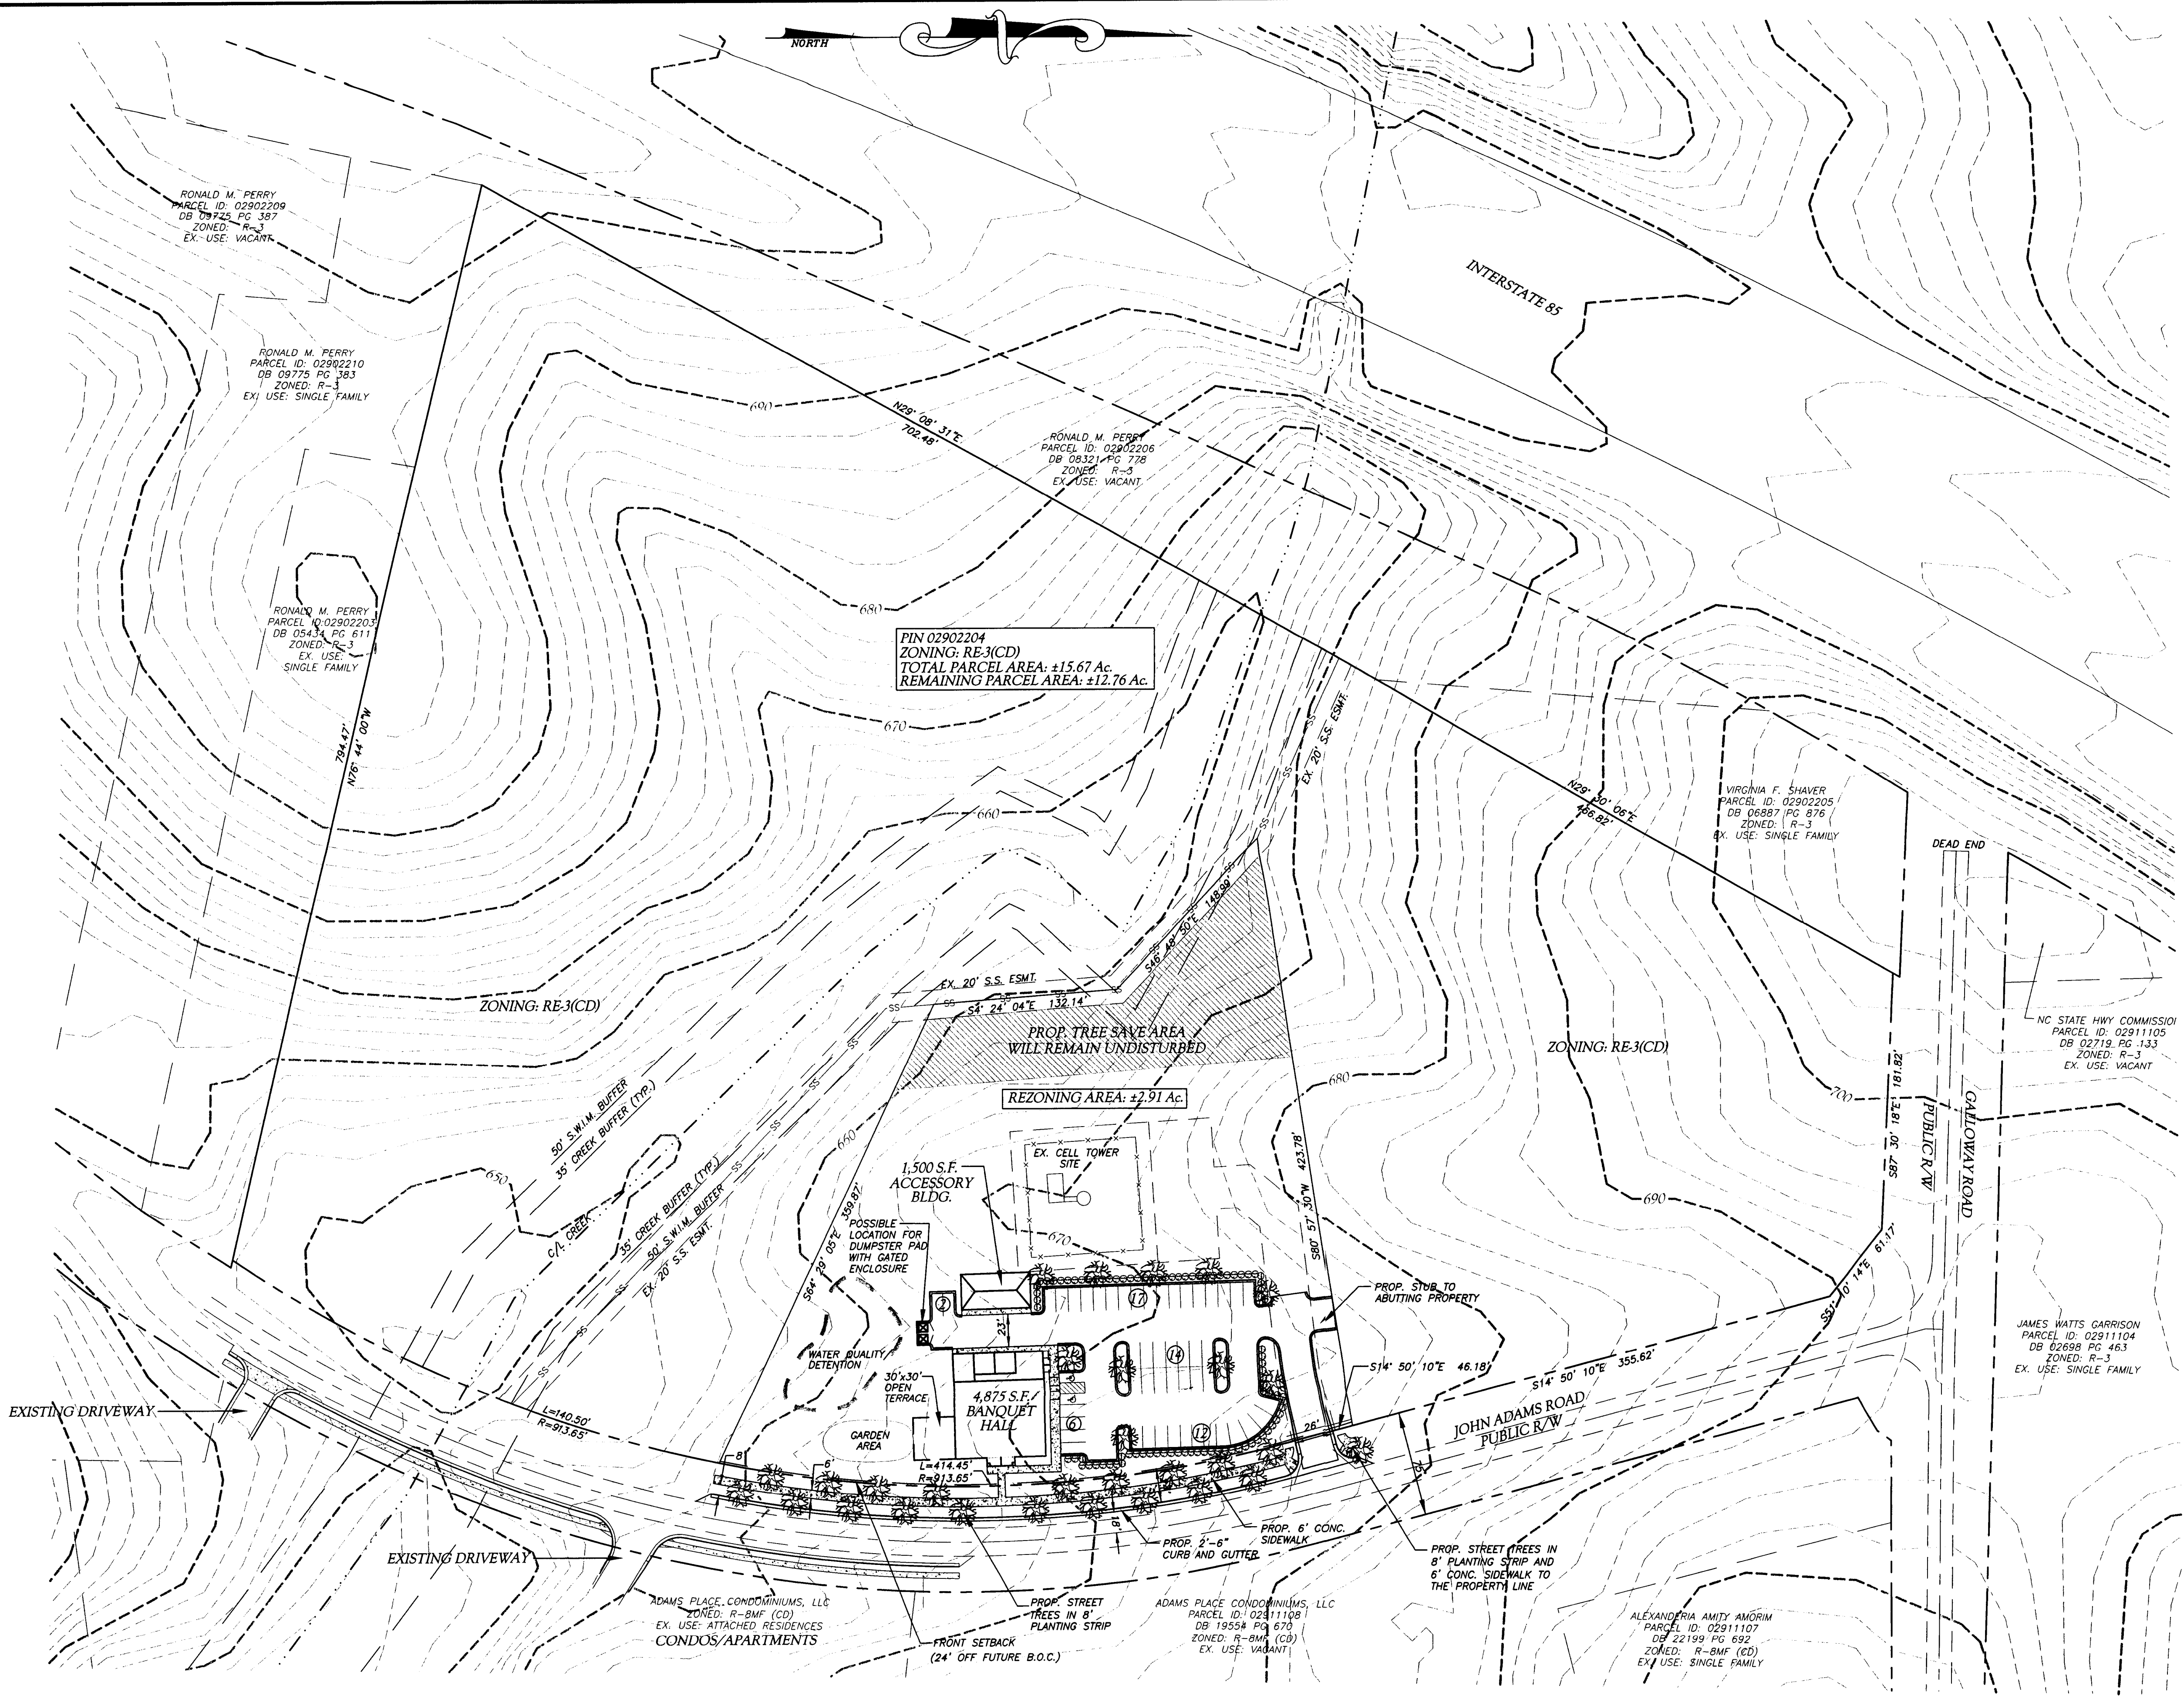 NORTH
RONALD M. PERRY
PARCEL ID: 02902209
DB 09775 PG 387
ZONED: R-3
EX. USE: VACANT
INTERSTATE 85
RONALD M. PERRY
PARCEL ID: 02902210
DB 09775 PG 383
ZONED: R-3
EX. USE: SINGLE FAMILY
690
N29° 08' 31"E
702.48'
RONALD M. PERRY
PARCEL ID: 02902206
DB 08321 PG 778
ZONED: R-3
EX. USE: VACANT
680
RONALD M. PERRY
PARCEL ID:02902203
DB 05434 PG 611
ZONED: R-3
EX. USE:
SINGLE FAMILY
PIN 02902204
ZONING: RE-3(CD)
TOTAL PARCEL AREA: ±15.67 Ac.
REMAINING PARCEL AREA: ±12.76 Ac.
670
794.47'
N76° 44' 00"W
SS
EX. 20' S.S. ESMT.
660
N29° 30' 06"E
486.82'
VIRGINIA F. SHAVER
PARCEL ID: 02902205
DB 06887 PG 876
ZONED: R-3
EX. USE: SINGLE FAMILY
DEAD END
S46° 48' 50"E 148.99'
EX. 20' S.S. ESMT.
S4° 24' 04"E 132.14'
ZONING: RE-3(CD)
PROP. TREE SAVE AREA
WILL REMAIN UNDISTURBED
ZONING: RE-3(CD)
NC STATE HWY COMMISSIO
PARCEL ID: 02911105
DB 02719 PG 133
ZONED: R-3
EX. USE: VACANT
REZONING AREA: ±2.91 Ac.
680
700
S87° 30' 18"E 181.82'
PUBLIC R/W
GALLOWAY ROAD
50' S.W.I.M. BUFFER
35' CREEK BUFFER (TYP.)
650
EX. CELL TOWER
SITE
S80° 57' 30"W 423.78'
650
1,500 S.F.
ACCESSORY
BLDG.
690
C/L CREEK
35' CREEK BUFFER (TYP.)
50' S.W.I.M. BUFFER
EX. 20' S.S. ESMT.
S64° 29' 05"E 359.87'
POSSIBLE
LOCATION FOR
DUMPSTER PAD
WITH GATED
ENCLOSURE
670
S51° 10' 14"E 61.17'
2
17
PROP. STUB TO
ABUTTING PROPERTY
23'
WATER QUALITY/
DETENTION
14
S14° 50' 10"E 46.18'
S14° 50' 10"E 355.62'
JAMES WATTS GARRISON
PARCEL ID: 02911104
DB 02698 PG 463
ZONED: R-3
EX. USE: SINGLE FAMILY
30'x30'
OPEN
TERRACE
4,875 S.F.
BANQUET
HALL
6
12
26'
JOHN ADAMS ROAD
PUBLIC R/W
EXISTING DRIVEWAY
L=140.50'
R=913.65'
GARDEN
AREA
L=414.45'
R=913.65'
8'
6'
18'
75'
EXISTING DRIVEWAY
PROP. 6' CONC.
SIDEWALK
PROP. 2'-6"
CURB AND GUTTER
PROP. STREET TREES IN
8' PLANTING STRIP AND
6' CONC. SIDEWALK TO
THE PROPERTY LINE
ADAMS PLACE CONDOMINIUMS, LLC
ZONED: R-8MF (CD)
EX. USE: ATTACHED RESIDENCES
CONDOS/APARTMENTS
PROP. STREET
TREES IN 8'
PLANTING STRIP
FRONT SETBACK
(24' OFF FUTURE B.O.C.)
ADAMS PLACE CONDOMINIUMS, LLC
PARCEL ID: 02911108
DB 19554 PG 670
ZONED: R-8MF (CD)
EX. USE: VACANT
ALEXANDERIA AMITY AMORIM
PARCEL ID: 02911107
DB 22199 PG 692
ZONED: R-8MF (CD)
EX. USE: SINGLE FAMILY